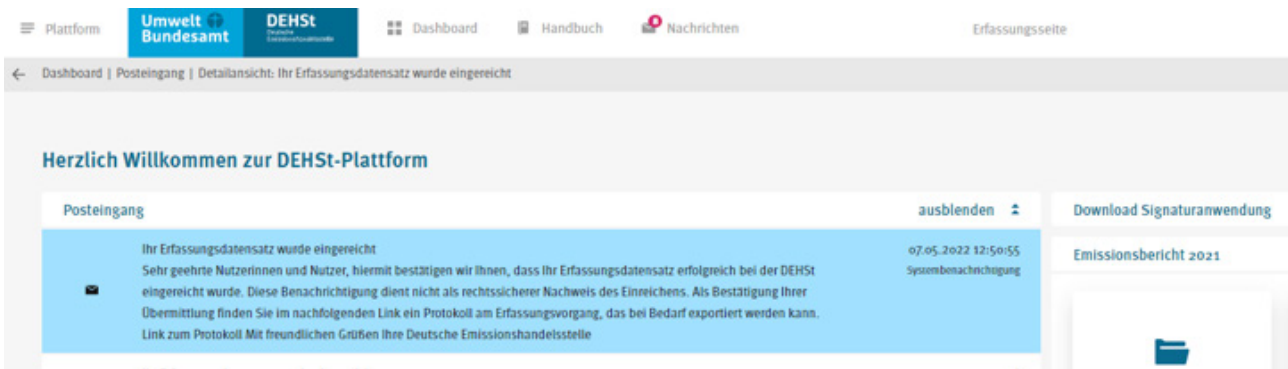 Plattform
Umwelt
Bundesamt
DEHSt
Deutsche
Emissionshandelsstelle
Dashboard
Handbuch
Nachrichten
Erfassungsseite
Dashboard | Posteingang | Detailansicht: Ihr Erfassungsdatensatz wurde eingereicht
Herzlich Willkommen zur DEHSt-Plattform
Posteingang
ausblenden
Ihr Erfassungsdatensatz wurde eingereicht
07.05.2022 12:50:55
Sehr geehrte Nutzerinnen und Nutzer, hiermit bestätigen wir Ihnen, dass Ihr Erfassungsdatensatz erfolgreich bei der DEHSt
Systembenachrichtigung
eingereicht wurde. Diese Benachrichtigung dient nicht als rechtssicherer Nachweis des Einreichens. Als Bestätigung Ihrer
Übermittlung finden Sie im nachfolgenden Link ein Protokoll am Erfassungsvorgang, das bei Bedarf exportiert werden kann.
Link zum Protokoll Mit freundlichen Grüßen Ihre Deutsche Emissionshandelsstelle
Download Signaturanwendung
Emissionsbericht 2021